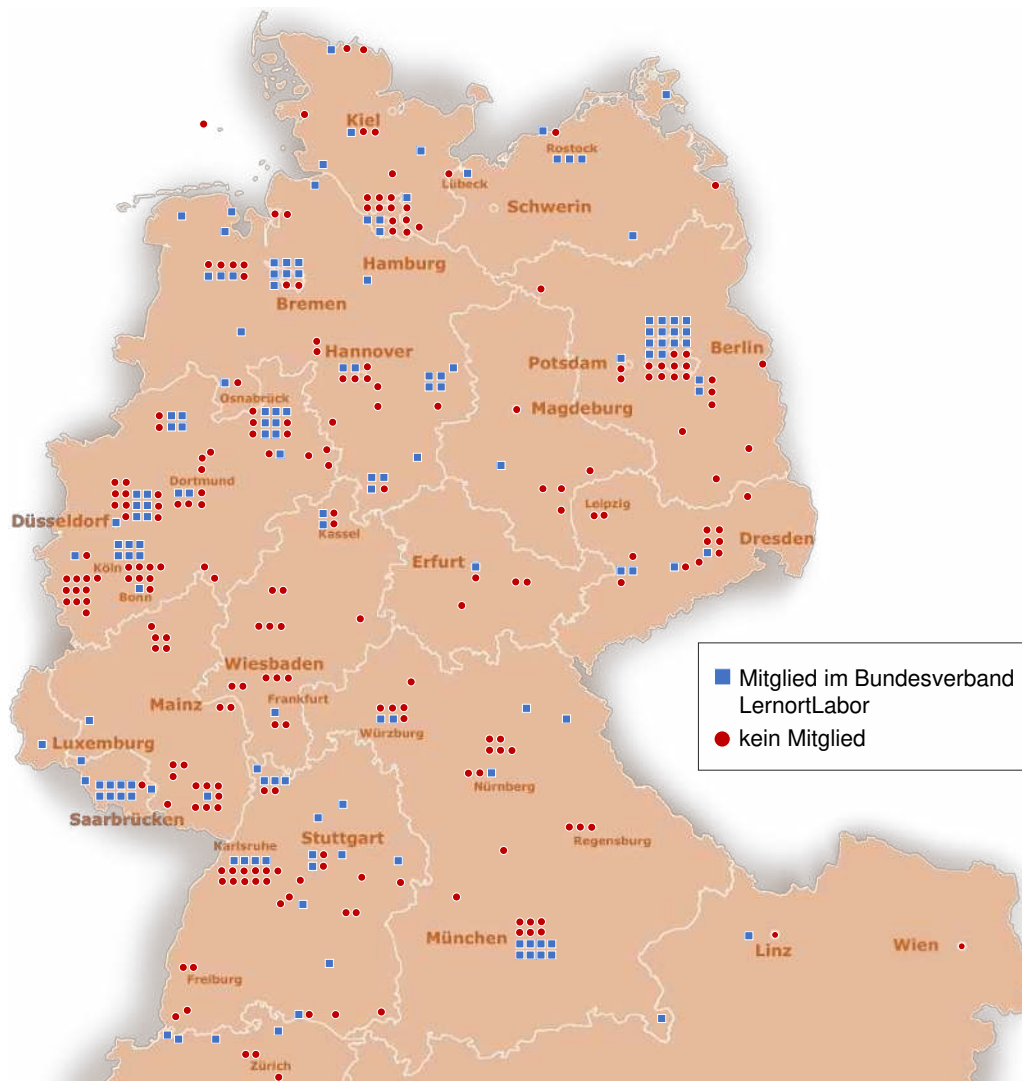 Kiel
Rostock
Lübeck
Schwerin
Hamburg
Bremen
Hannover
Potsdam
Berlin
Osnabrück
Magdeburg
Dortmund
Leipzig
Düsseldorf
Kassel
Erfurt
Dresden
Köln
Bonn
Mitglied im Bundesverband
LernortLabor
kein Mitglied
Wiesbaden
Mainz
Frankfurt
Würzburg
Luxemburg
Nürnberg
Saarbrücken
Karlsruhe
Stuttgart
Regensburg
München
Linz
Wien
Freiburg
Zürich